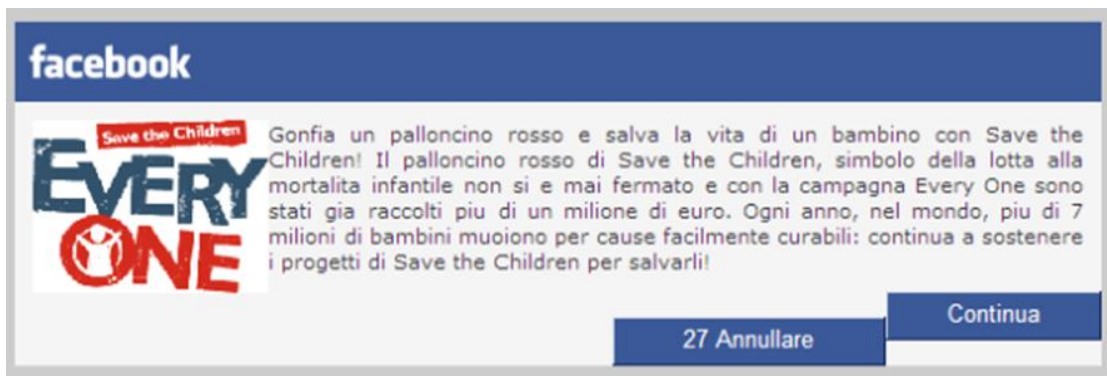 facebook
Save the Children
EVERY
ONE
Gonfia un palloncino rosso e salva la vita di un bambino con Save the
Children! Il palloncino rosso di Save the Children, simbolo della lotta alla
mortalita infantile non si e mai fermato e con la campagna Every One sono
stati gia raccolti piu di un milione di euro. Ogni anno, nel mondo, piu di 7
milioni di bambini muoiono per cause facilmente curabili: continua a sostenere
i progetti di Save the Children per salvarli!
Continua
27 Annullare